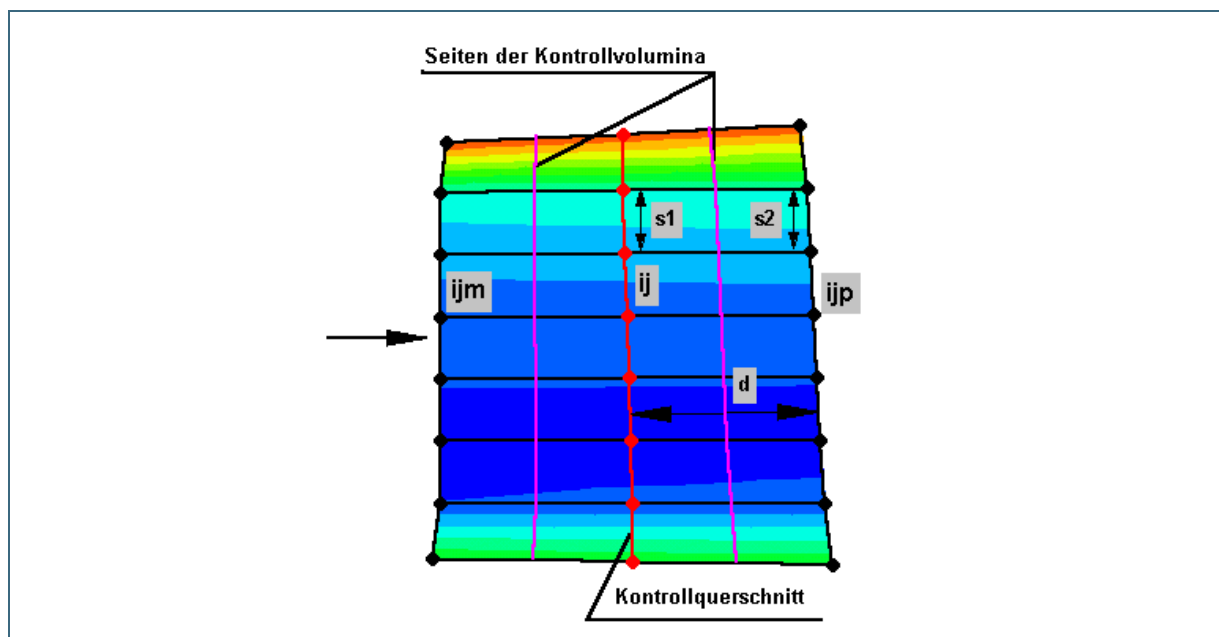 Seiten der Kontrollvolumina
s1
s2
ijm
ij
ijp
d
Kontrollquerschnitt